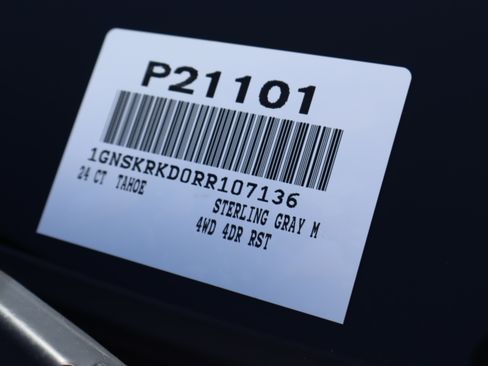 P21101
1GNSKRKD0RR107136
24 CT TAHOE
STERLING GRAY M
4WD 4DR RST